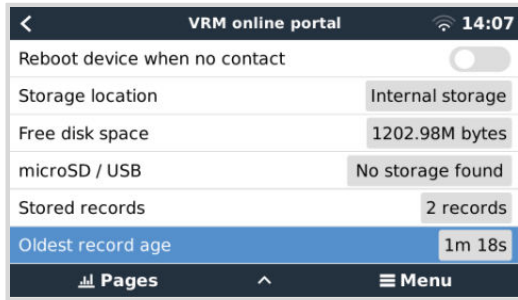 VRM online portal 14:07
Reboot device when no contact
Storage location Internal storage
Free disk space 1202.98M bytes
microSD / USB No storage found
Stored records 2 records
Oldest record age 1m 18s
Pages Menu